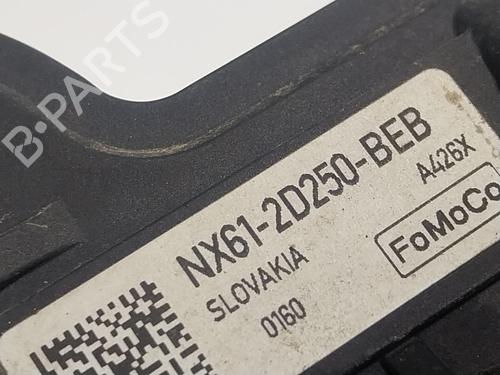 B-PARTS
NX61-2D250-BEB
A426X
SLOVAKIA
FoMoCo
0160